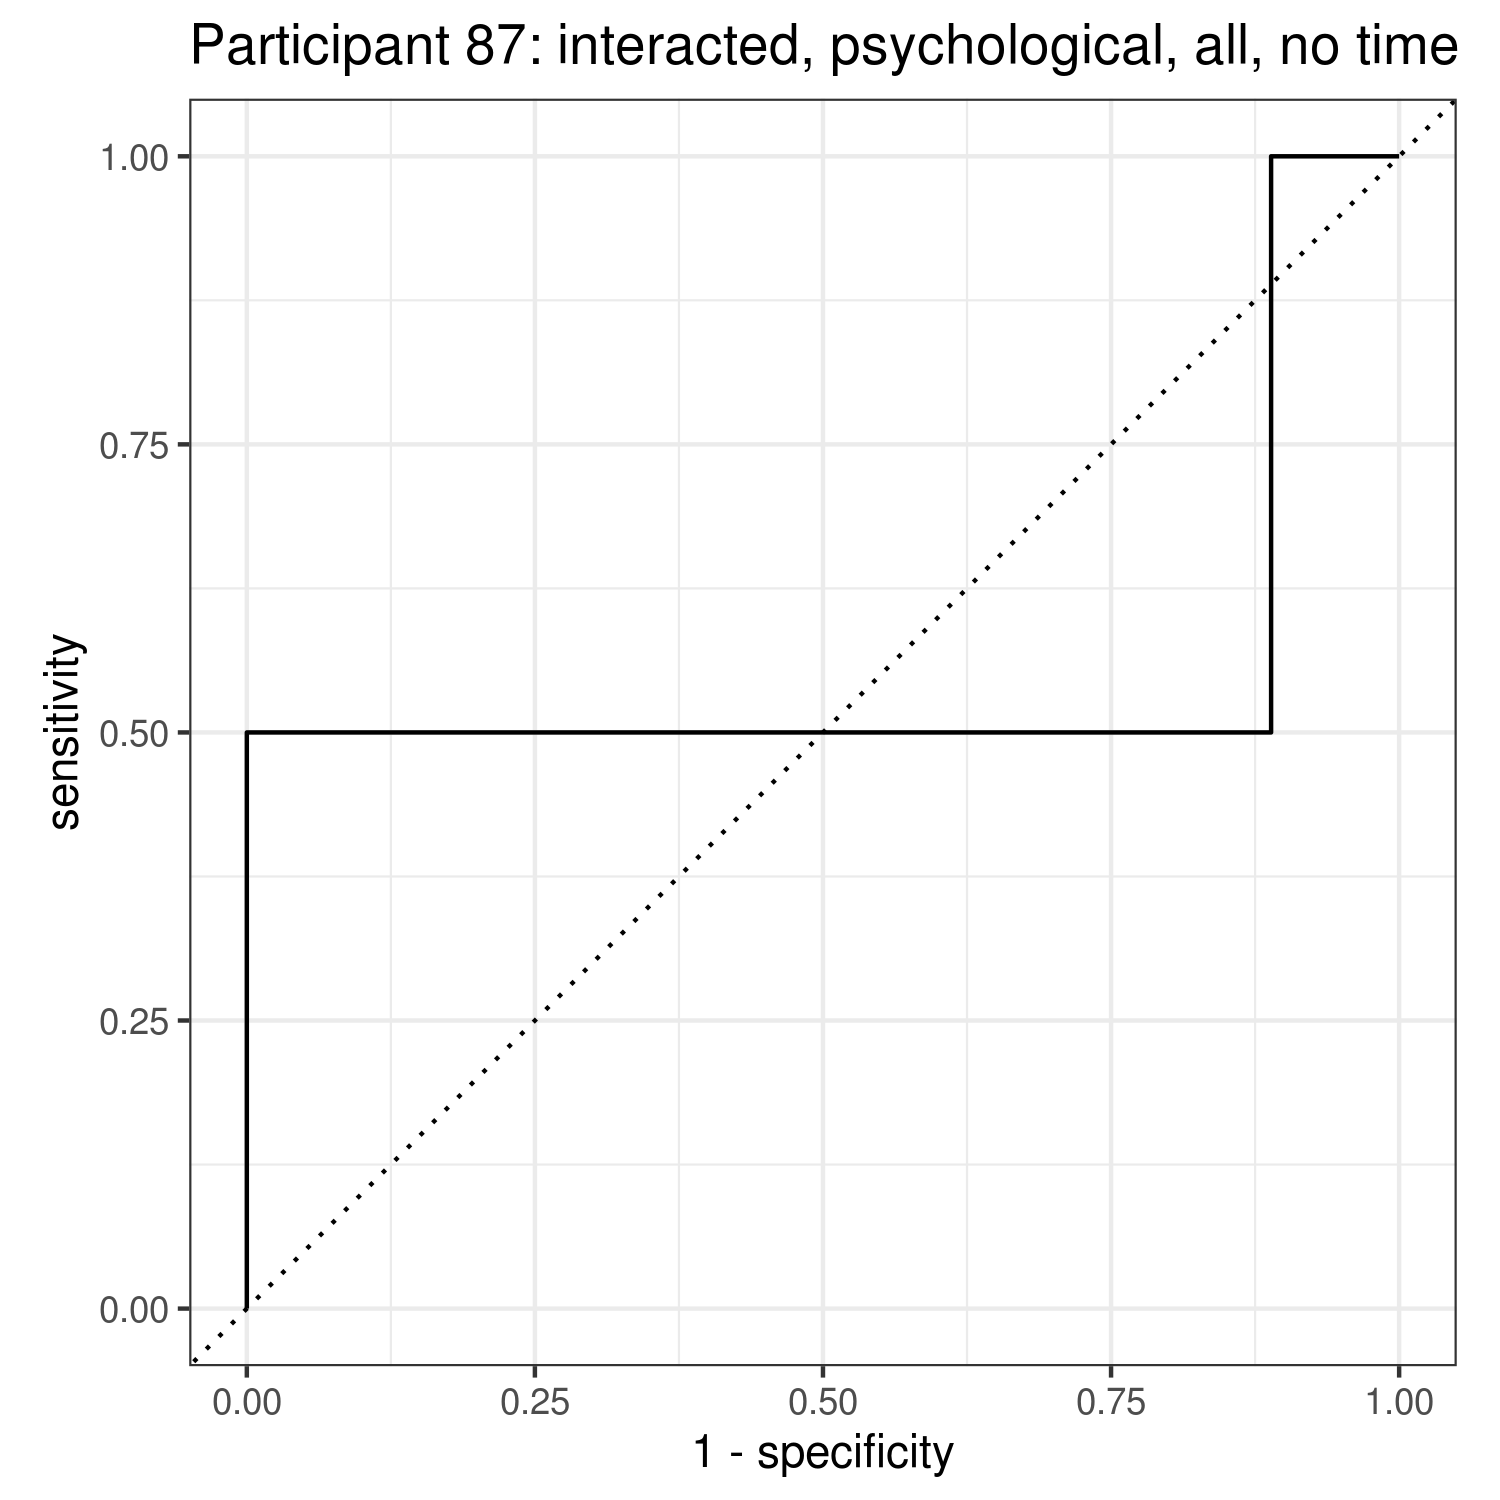 Participant 87: interacted, psychological, all, no time
1.00
0.75
0.50
0.25
0.00
sensitivity
0.00 0.25 0.50 0.75 1.00
1 - specificity